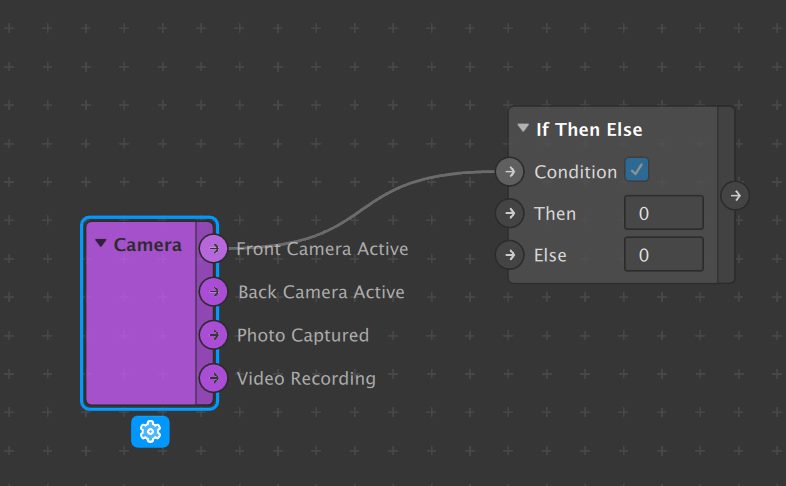 If Then Else
Condition
Then 0
Else 0
Camera
Front Camera Active
Back Camera Active
Photo Captured
Video Recording